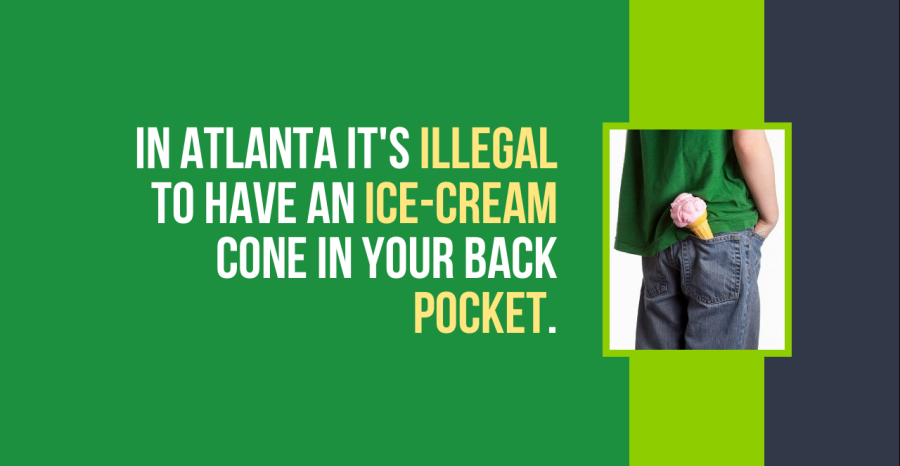 IN ATLANTA IT'S ILLEGAL
TO HAVE AN ICE-CREAM
CONE IN YOUR BACK
POCKET.